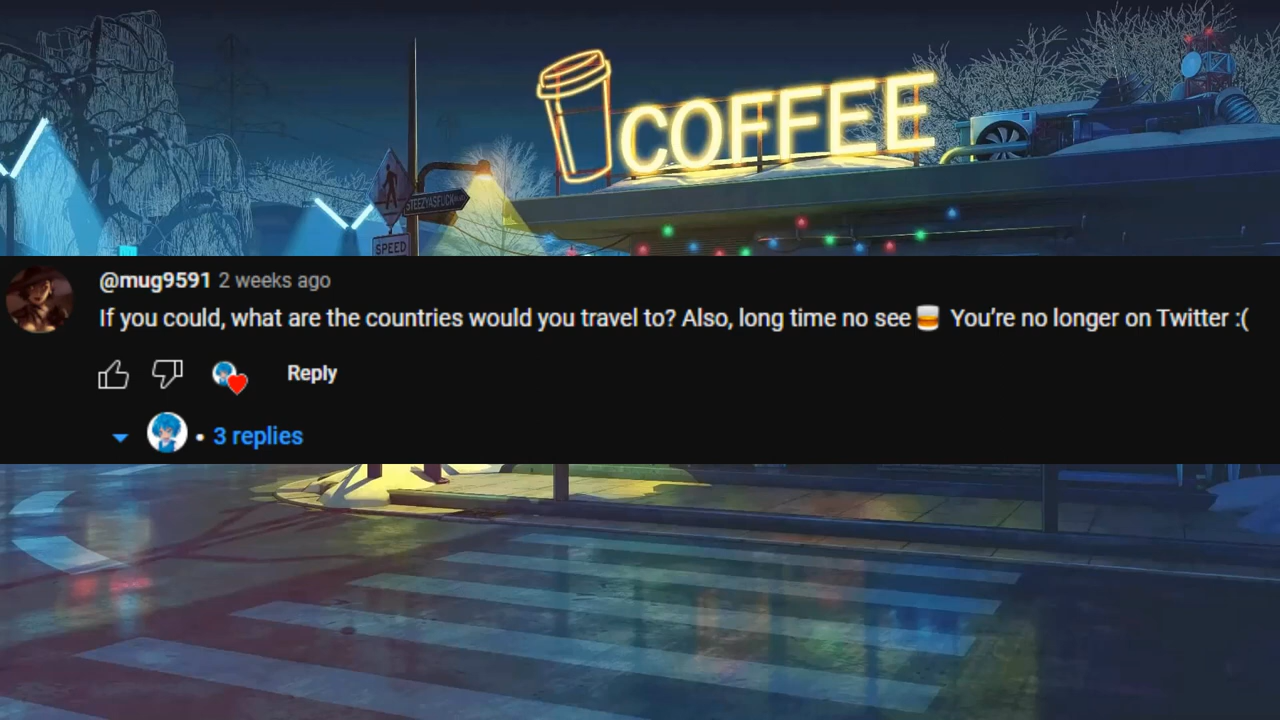 COFFEE
STEEZYASFUCK
SPEED
@mug9591 2 weeks ago
If you could, what are the countries would you travel to? Also, long time no see🥃 You’re no longer on Twitter :(
Reply
• 3 replies